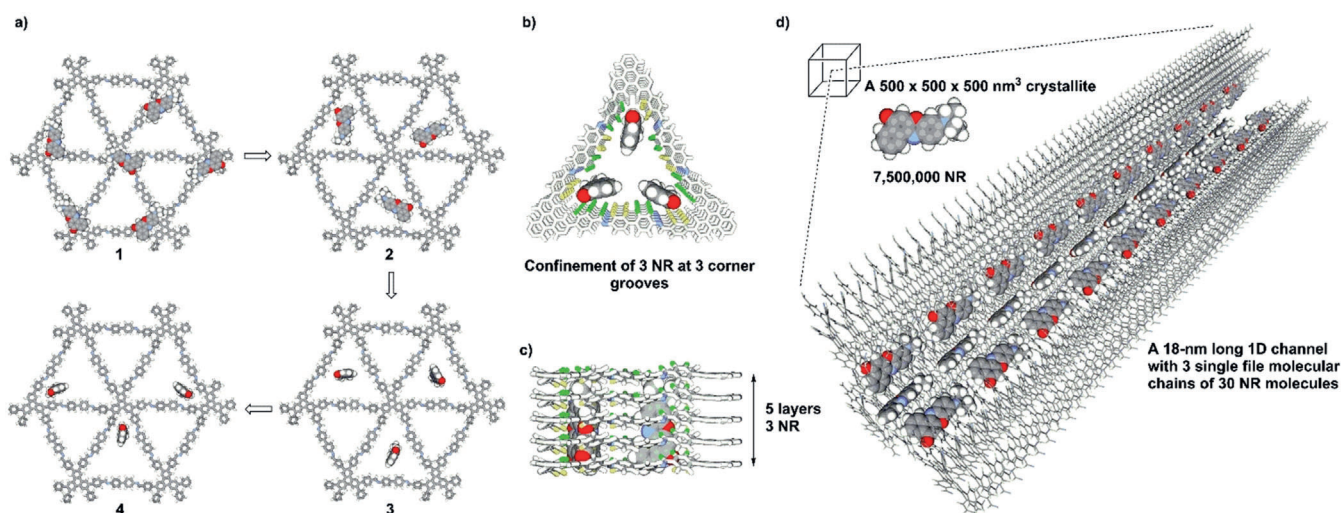 a)
1
2
3
4
b)
Confinement of 3 NR at 3 corner
grooves
c)
5 layers
3 NR
d)
A 500 x 500 x 500 nm³ crystallite
7,500,000 NR
A 18-nm long 1D channel
with 3 single file molecular
chains of 30 NR molecules